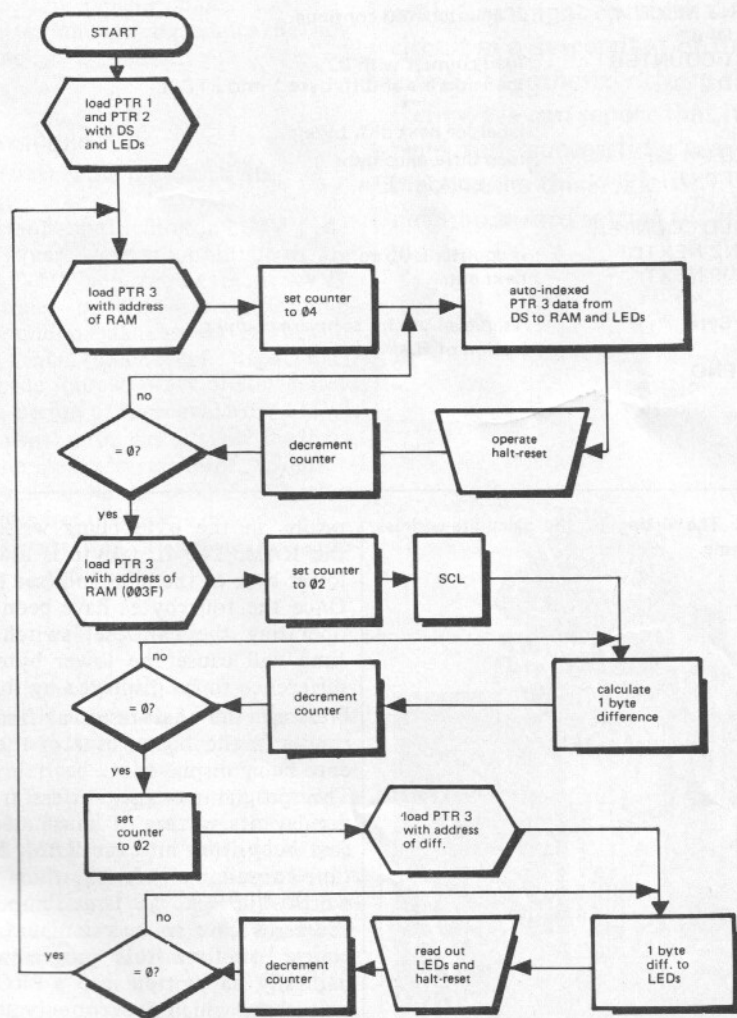 START
load PTR 1
and PTR 2
with DS
and LEDs
load PTR 3
with address
of RAM
set counter
to Ø4
auto-indexed
PTR 3 data from
DS to RAM and LEDs
no
= Ø?
decrement
counter
operate
halt-reset
yes
load PTR 3
with address of
RAM (003F)
set counter
to 02
SCL
no
= Ø?
decrement
counter
calculate
1 byte
difference
yes
set
counter
to 02
load PTR 3
with address
of diff.
no
yes
= Ø?
decrement
counter
read out
LEDs and
halt-reset
1 byte
diff. to
LEDs